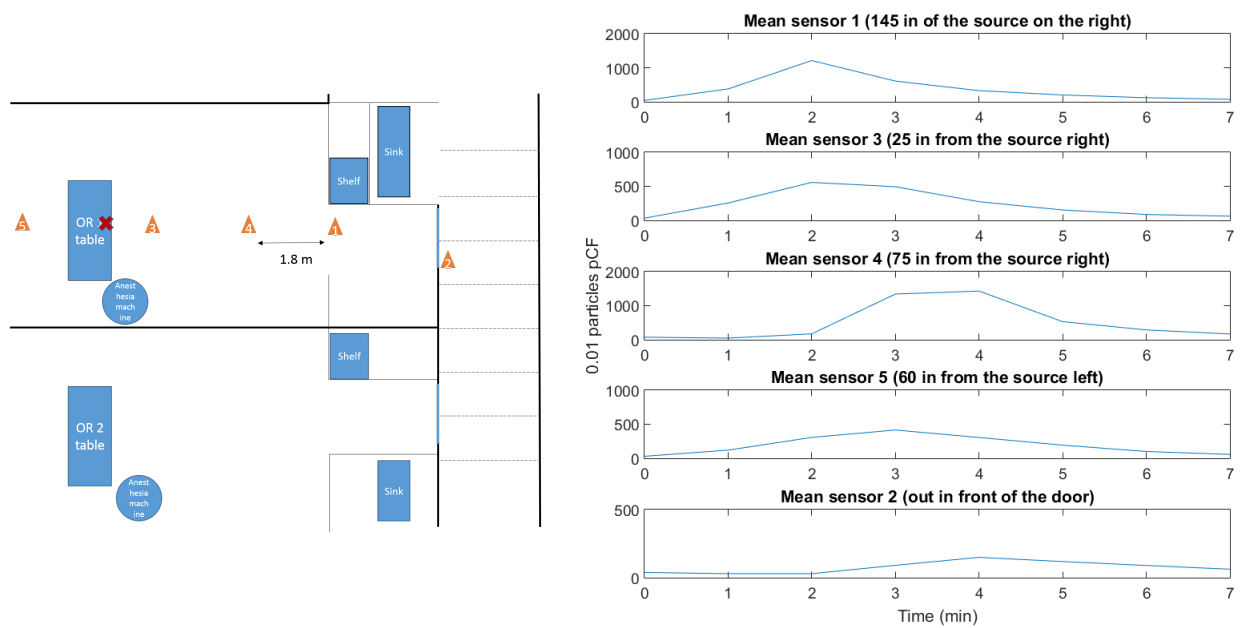 Sink
Shelf
5
OR 1
table
3
4
1
2
1.8 m
Anest
hesia
mach
ine
Shelf
OR 2
table
Anest
hesia
mach
ine
Sink
Mean sensor 1 (145 in of the source on the right)
2000
1000
0
0 1 2 3 4 5 6 7
Mean sensor 3 (25 in from the source right)
1000
500
0
0 1 2 3 4 5 6 7
Mean sensor 4 (75 in from the source right)
2000
1000
0
0 1 2 3 4 5 6 7
Mean sensor 5 (60 in from the source left)
1000
500
0
0 1 2 3 4 5 6 7
Mean sensor 2 (out in front of the door)
500
0
0 1 2 3 4 5 6 7
0.01 particles pCF
Time (min)